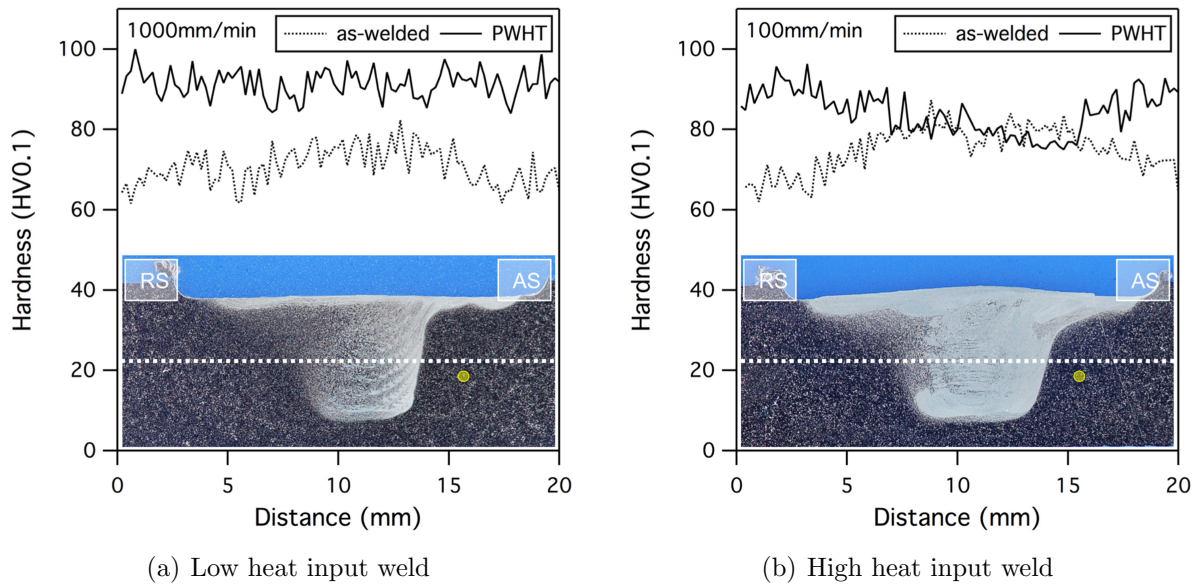 1000mm/min
as-welded PWHT
100
80
60
40
20
0
Hardness (HV0.1)
RS
AS
0 5 10 15 20
Distance (mm)
(a) Low heat input weld
100mm/min
as-welded PWHT
100
80
60
40
20
0
Hardness (HV0.1)
RS
AS
0 5 10 15 20
Distance (mm)
(b) High heat input weld